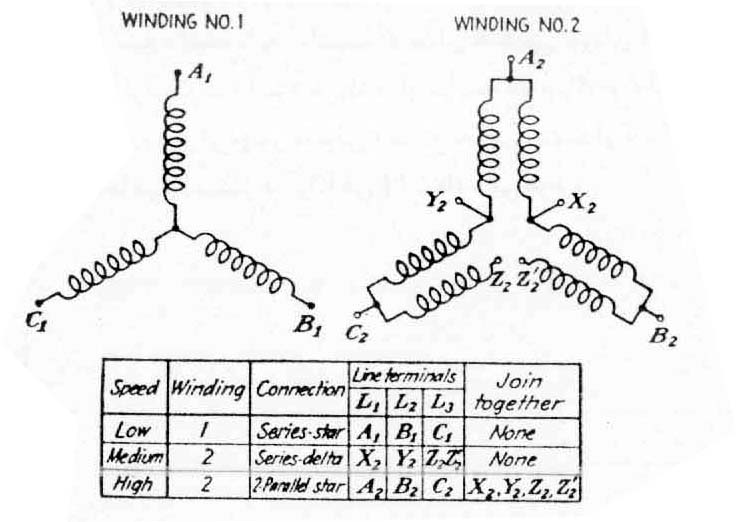 WINDING NO.1
WINDING NO.2
A₁
A₂
Y₂
X₂
Z₂ Z₂'
C₁
B₁
C₂
B₂
Speed Winding Connection Line terminals Join together
L₁ L₂ L₃
Low 1 Series-star A₁ B₁ C₁ None
Medium 2 Series-delta X₂ Y₂ Z₂Z₂' None
High 2 2-Parallel star A₂ B₂ C₂ X₂,Y₂,Z₂,Z₂'